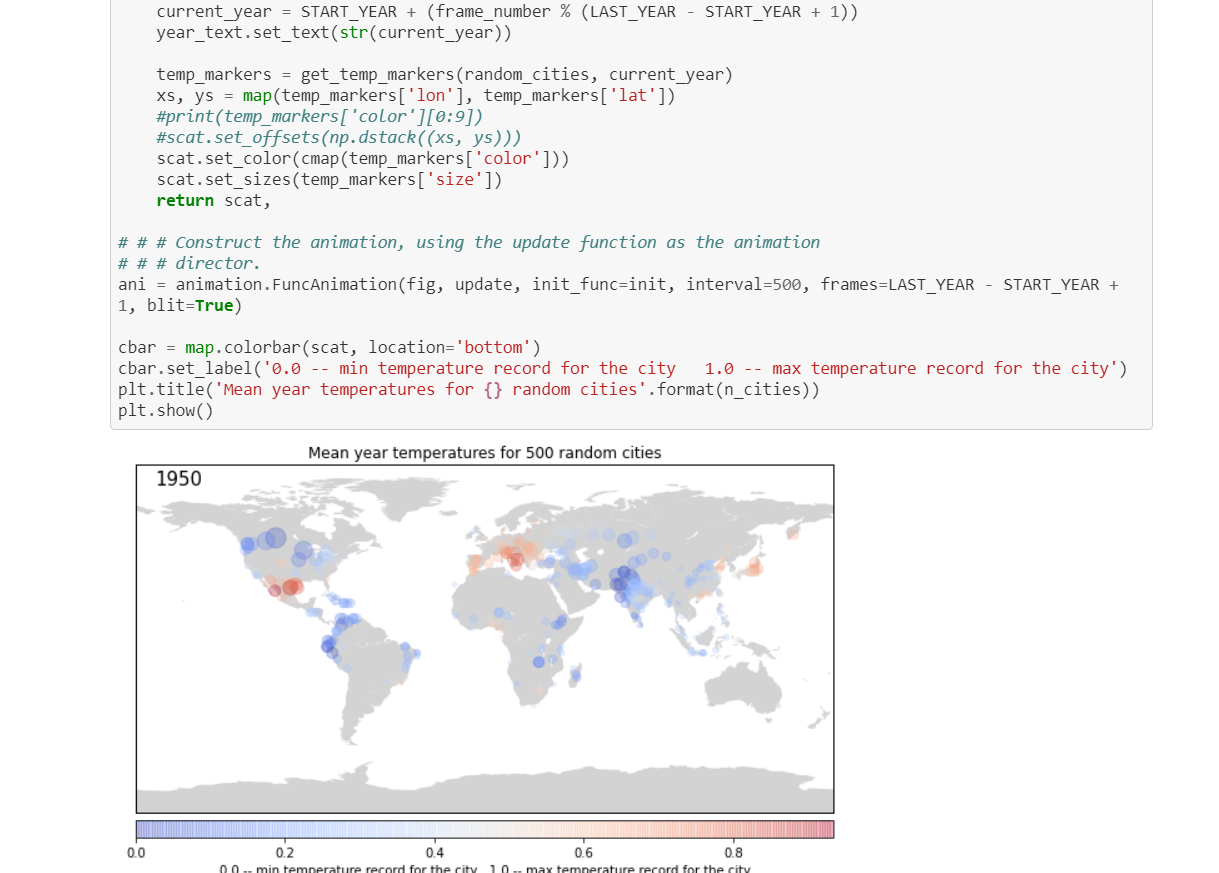 current_year = START_YEAR + (frame_number % (LAST_YEAR - START_YEAR + 1))
year_text.set_text(str(current_year))
temp_markers = get_temp_markers(random_cities, current_year)
xs, ys = map(temp_markers['lon'], temp_markers['lat'])
#print(temp_markers['color'][0:9])
#scat.set_offsets(np.dstack((xs, ys)))
scat.set_color(cmap(temp_markers['color']))
scat.set_sizes(temp_markers['size'])
return scat,
# # # Construct the animation, using the update function as the animation
# # # director.
ani = animation.FuncAnimation(fig, update, init_func=init, interval=500, frames=LAST_YEAR - START_YEAR +
1, blit=True)
cbar = map.colorbar(scat, location='bottom')
cbar.set_label('0.0 -- min temperature record for the city   1.0 -- max temperature record for the city')
plt.title('Mean year temperatures for {} random cities'.format(n_cities))
plt.show()
Mean year temperatures for 500 random cities
1950
0.0 0.2 0.4 0.6 0.8
0.0 -- min temperature record for the city   1.0 -- max temperature record for the city